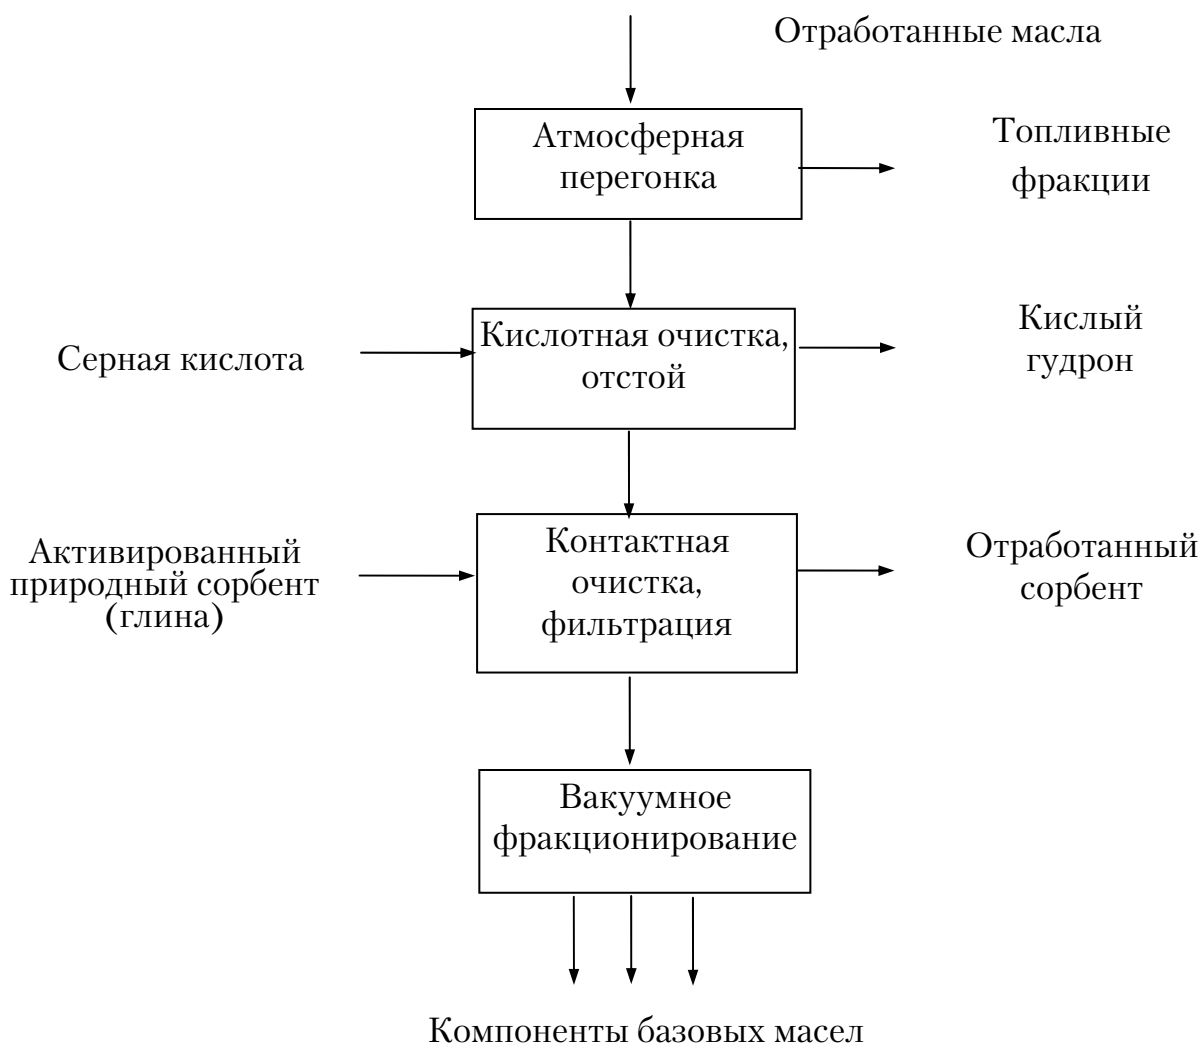 Отработанные масла
Атмосферная
перегонка
Топливные
фракции
Серная кислота
Кислотная очистка,
отстой
Кислый
гудрон
Активированный
природный сорбент
(глина)
Контактная
очистка,
фильтрация
Отработанный
сорбент
Вакуумное
фракционирование
Компоненты базовых масел